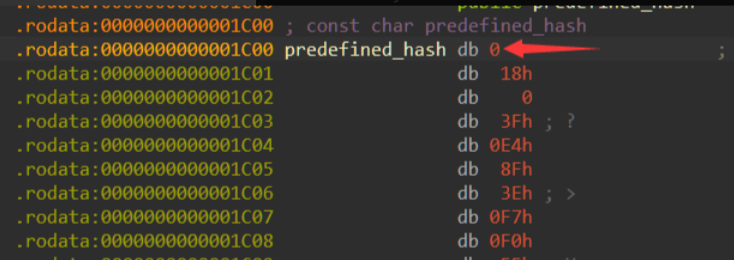 public predefined_hash
.rodata:0000000000001C00 ; const char predefined_hash
.rodata:0000000000001C00 predefined_hash db 0 ;
.rodata:0000000000001C01 db 18h
.rodata:0000000000001C02 db 0
.rodata:0000000000001C03 db 3Fh ; ?
.rodata:0000000000001C04 db 0E4h
.rodata:0000000000001C05 db 8Fh
.rodata:0000000000001C06 db 3Eh ; >
.rodata:0000000000001C07 db 0F7h
.rodata:0000000000001C08 db 0F0h